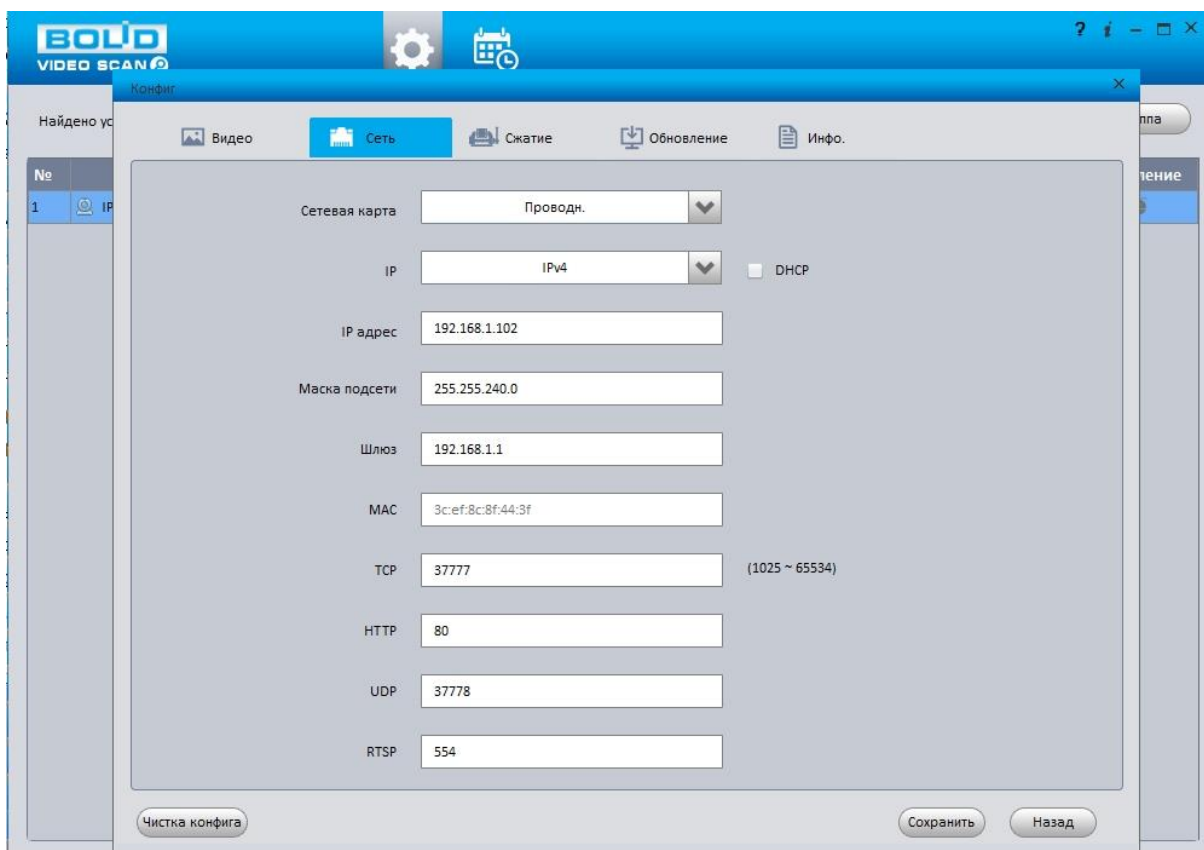 BOLID
VIDEO SCAN
? i
Конфиг
Найдено ус
ппа
Видео Сеть Сжатие Обновление Инфо.
№ ление
1 IP
Сетевая карта Проводн.
IP IPv4 DHCP
IP адрес 192.168.1.102
Маска подсети 255.255.240.0
Шлюз 192.168.1.1
MAC 3c:ef:8c:8f:44:3f
TCP 37777 (1025 ~ 65534)
HTTP 80
UDP 37778
RTSP 554
Чистка конфига Сохранить Назад